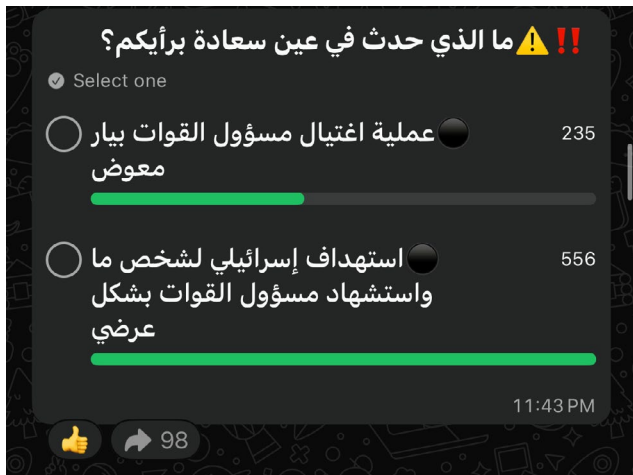 ‼️⚠️ما الذي حدث في عين سعادة برأيكم؟
Select one
⚫عملية اغتيال مسؤول القوات بيار
معوض
235
⚫استهداف إسرائيلي لشخص ما
واستشهاد مسؤول القوات بشكل
عرضي
556
11:43 PM
👍
98